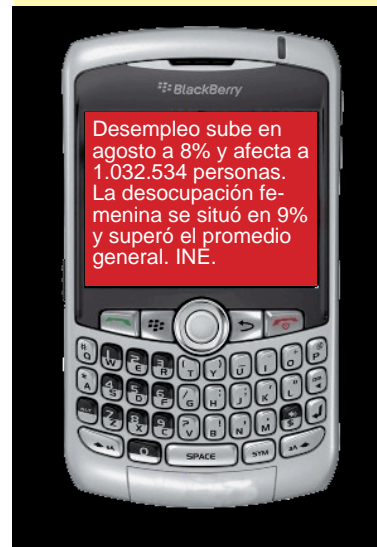 BlackBerry
Desempleo sube en
agosto a 8% y afecta a
1.032.534 personas.
La desocupación fe-
menina se situó en 9%
y superó el promedio
general. INE.
Q W E R T Y U I O P
A S D F G H J K L
Z X C V B N M $
SPACE SYM